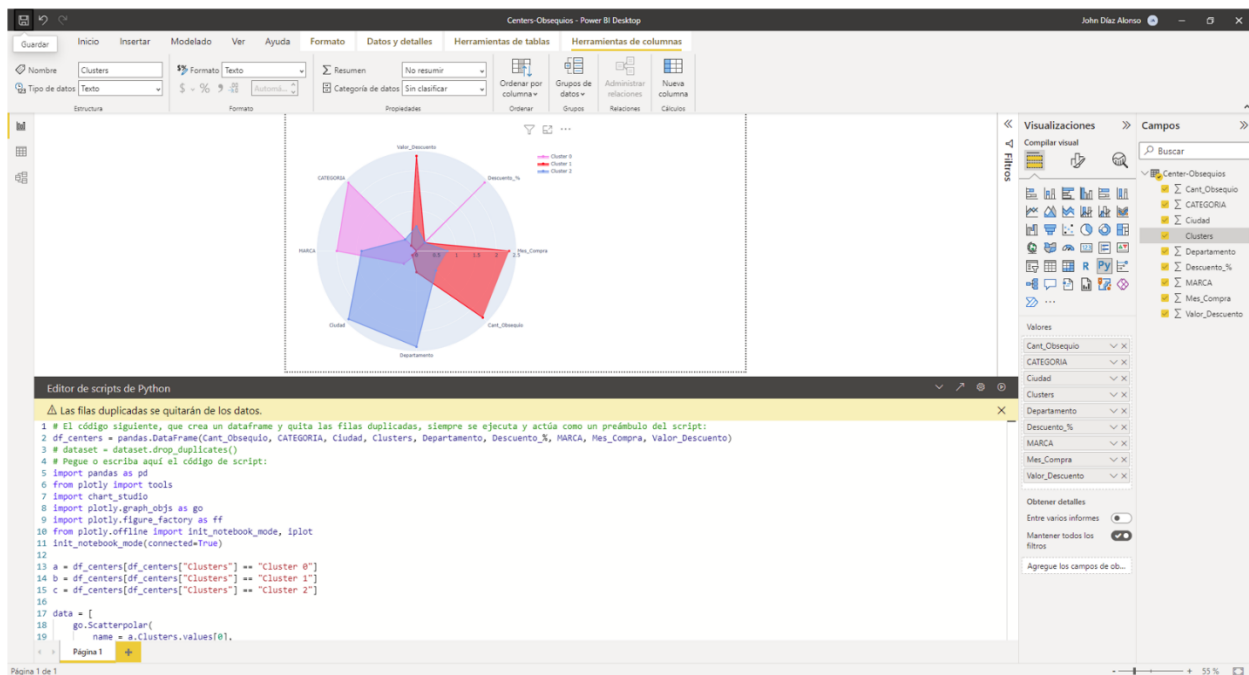 Centers-Obsequios - Power BI Desktop
John Díaz Alonso
Guardar
Inicio Insertar Modelado Ver Ayuda Formato Datos y detalles Herramientas de tablas Herramientas de columnas
Nombre Clusters
Tipo de datos Texto
Estructura
$% Formato Texto
$ % Automá...
Formato
Resumen No resumir
Categoría de datos Sin clasificar
Propiedades
Ordenar por columna
Ordenar
Grupos de datos
Grupos
Administrar relaciones
Relaciones
Nueva columna
Cálculos
Valor_Descuento
Descuento_%
Mes_Compra
Cant_Obsequio
Departamento
Ciudad
MARCA
CATEGORIA
0 0.5 1 1.5 2 2.5
Cluster 0
Cluster 1
Cluster 2
Editor de scripts de Python
Las filas duplicadas se quitarán de los datos.
1 # El código siguiente, que crea un dataframe y quita las filas duplicadas, siempre se ejecuta y actúa como un preámbulo del script:
2 df_centers = pandas.DataFrame(Cant_Obsequio, CATEGORIA, Ciudad, Clusters, Departamento, Descuento_%, MARCA, Mes_Compra, Valor_Descuento)
3 # dataset = dataset.drop_duplicates()
4 # Pegue o escriba aquí el código de script:
5 import pandas as pd
6 from plotly import tools
7 import chart_studio
8 import plotly.graph_objs as go
9 import plotly.figure_factory as ff
10 from plotly.offline import init_notebook_mode, iplot
11 init_notebook_mode(connected=True)
12
13 a = df_centers[df_centers["Clusters"] == "Cluster 0"]
14 b = df_centers[df_centers["Clusters"] == "Cluster 1"]
15 c = df_centers[df_centers["Clusters"] == "Cluster 2"]
16
17 data = [
18 go.Scatterpolar(
19 name = a.Clusters.values[0],
Página 1
Página 1 de 1
55 %
Filtros
Visualizaciones
Compilar visual
R Py
Valores
Cant_Obsequio
CATEGORIA
Ciudad
Clusters
Departamento
Descuento_%
MARCA
Mes_Compra
Valor_Descuento
Obtener detalles
Entre varios informes
Mantener todos los filtros
Agregue los campos de ob...
Campos
Buscar
Center-Obsequios
Cant_Obsequio
CATEGORIA
Ciudad
Clusters
Departamento
Descuento_%
MARCA
Mes_Compra
Valor_Descuento